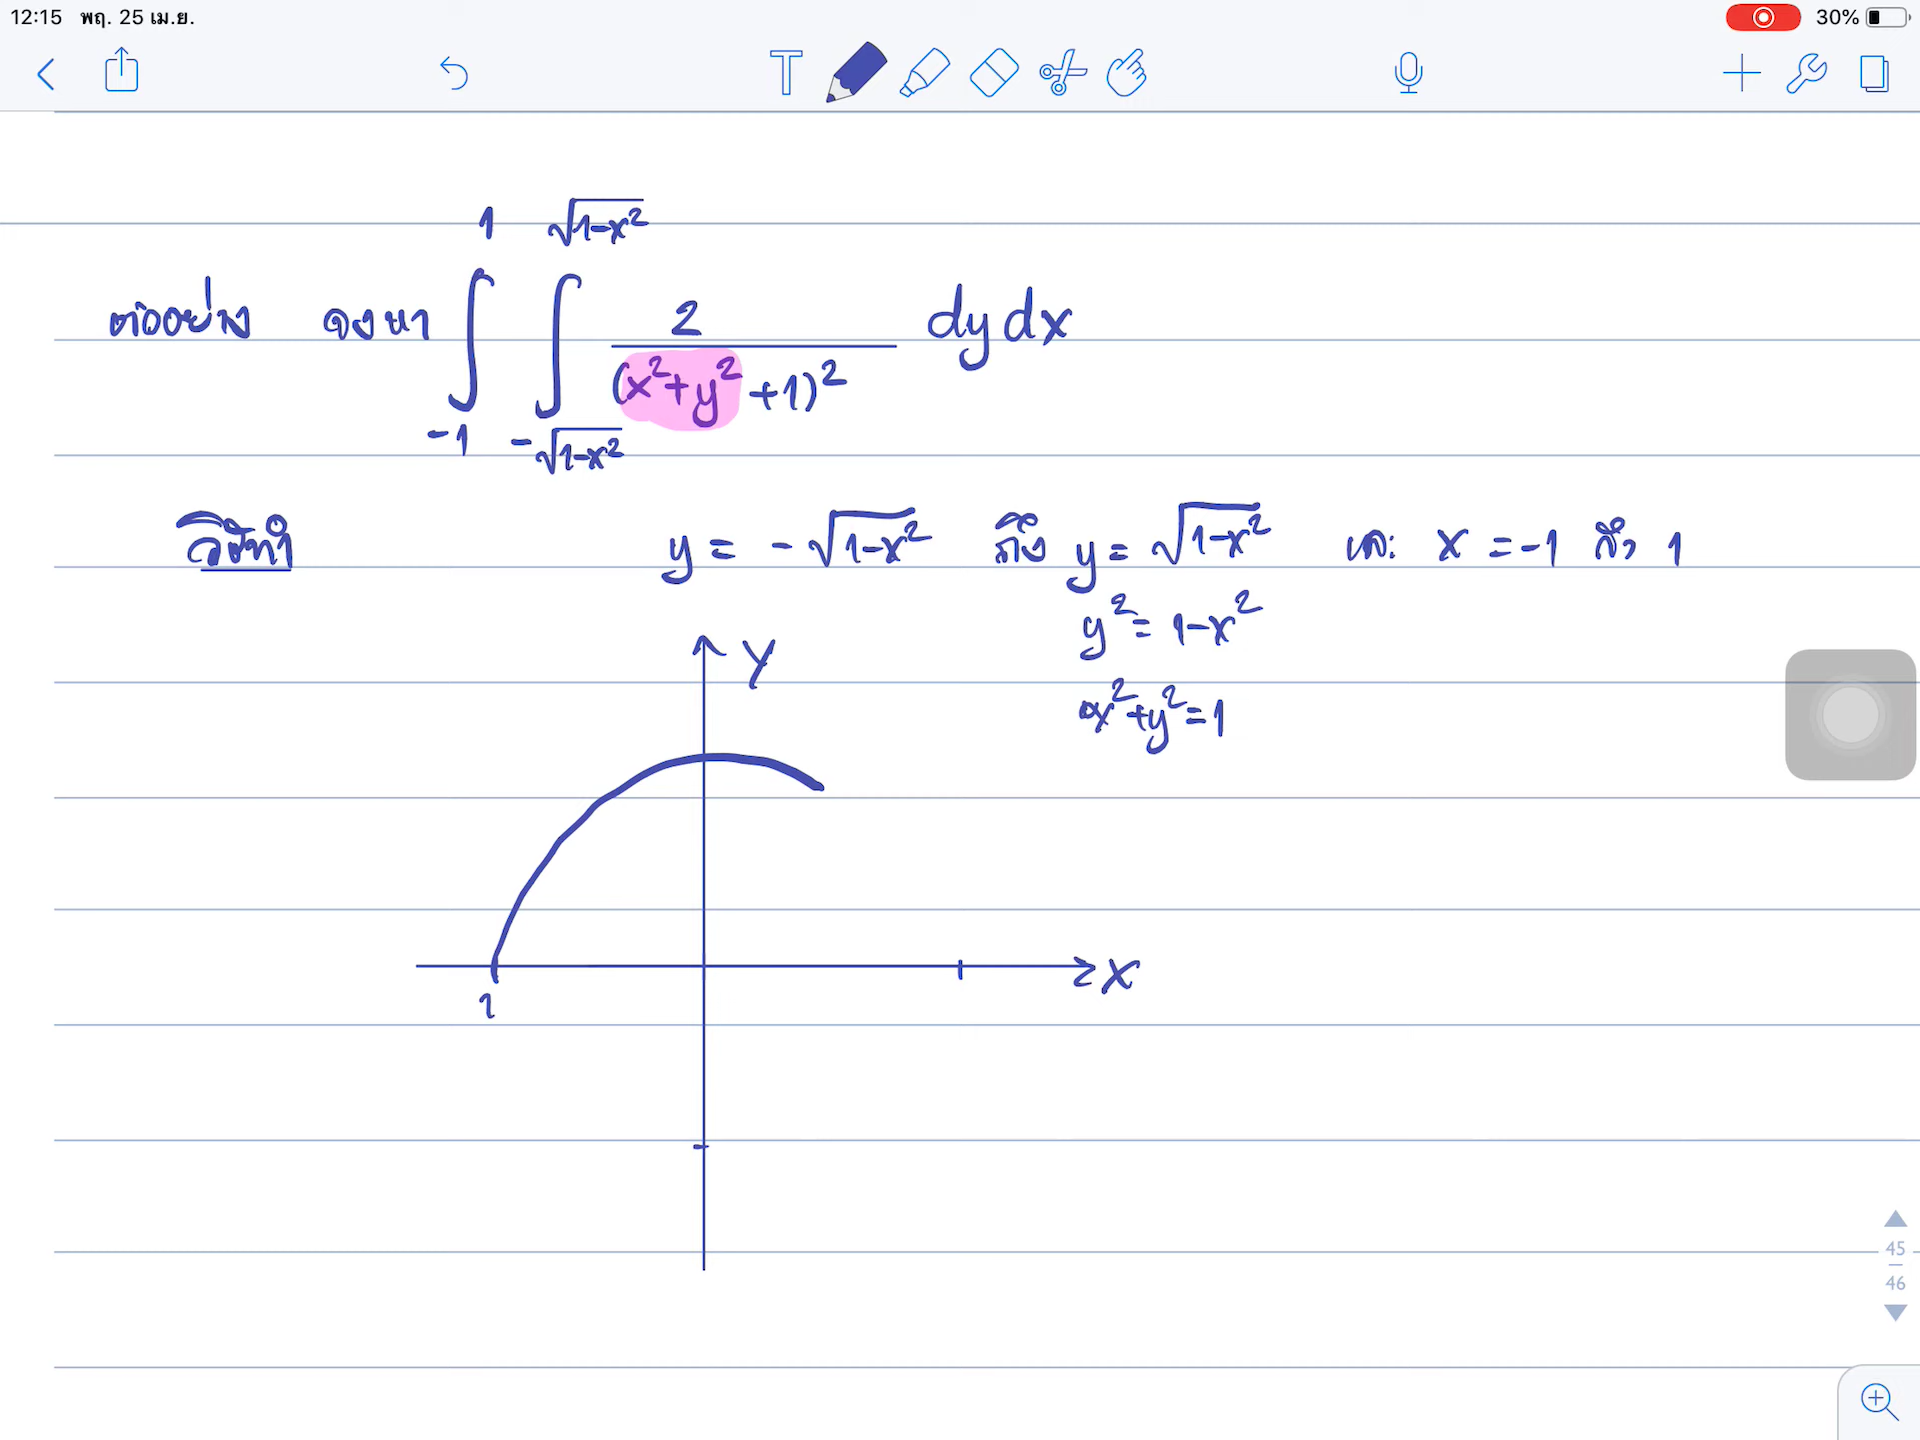 12:15 พฤ. 25 เม.ย. 30%
T
ตัวอย่าง จงหา ∫_{-1}^{1} ∫_{-√(1-x²)}^{√(1-x²)} 2/(x²+y²+1)² dy dx
วิธีทำ y = -√(1-x²) ถึง y = √(1-x²) และ x = -1 ถึง 1
y² = 1-x²
x²+y²=1
Y
X
1
45
46